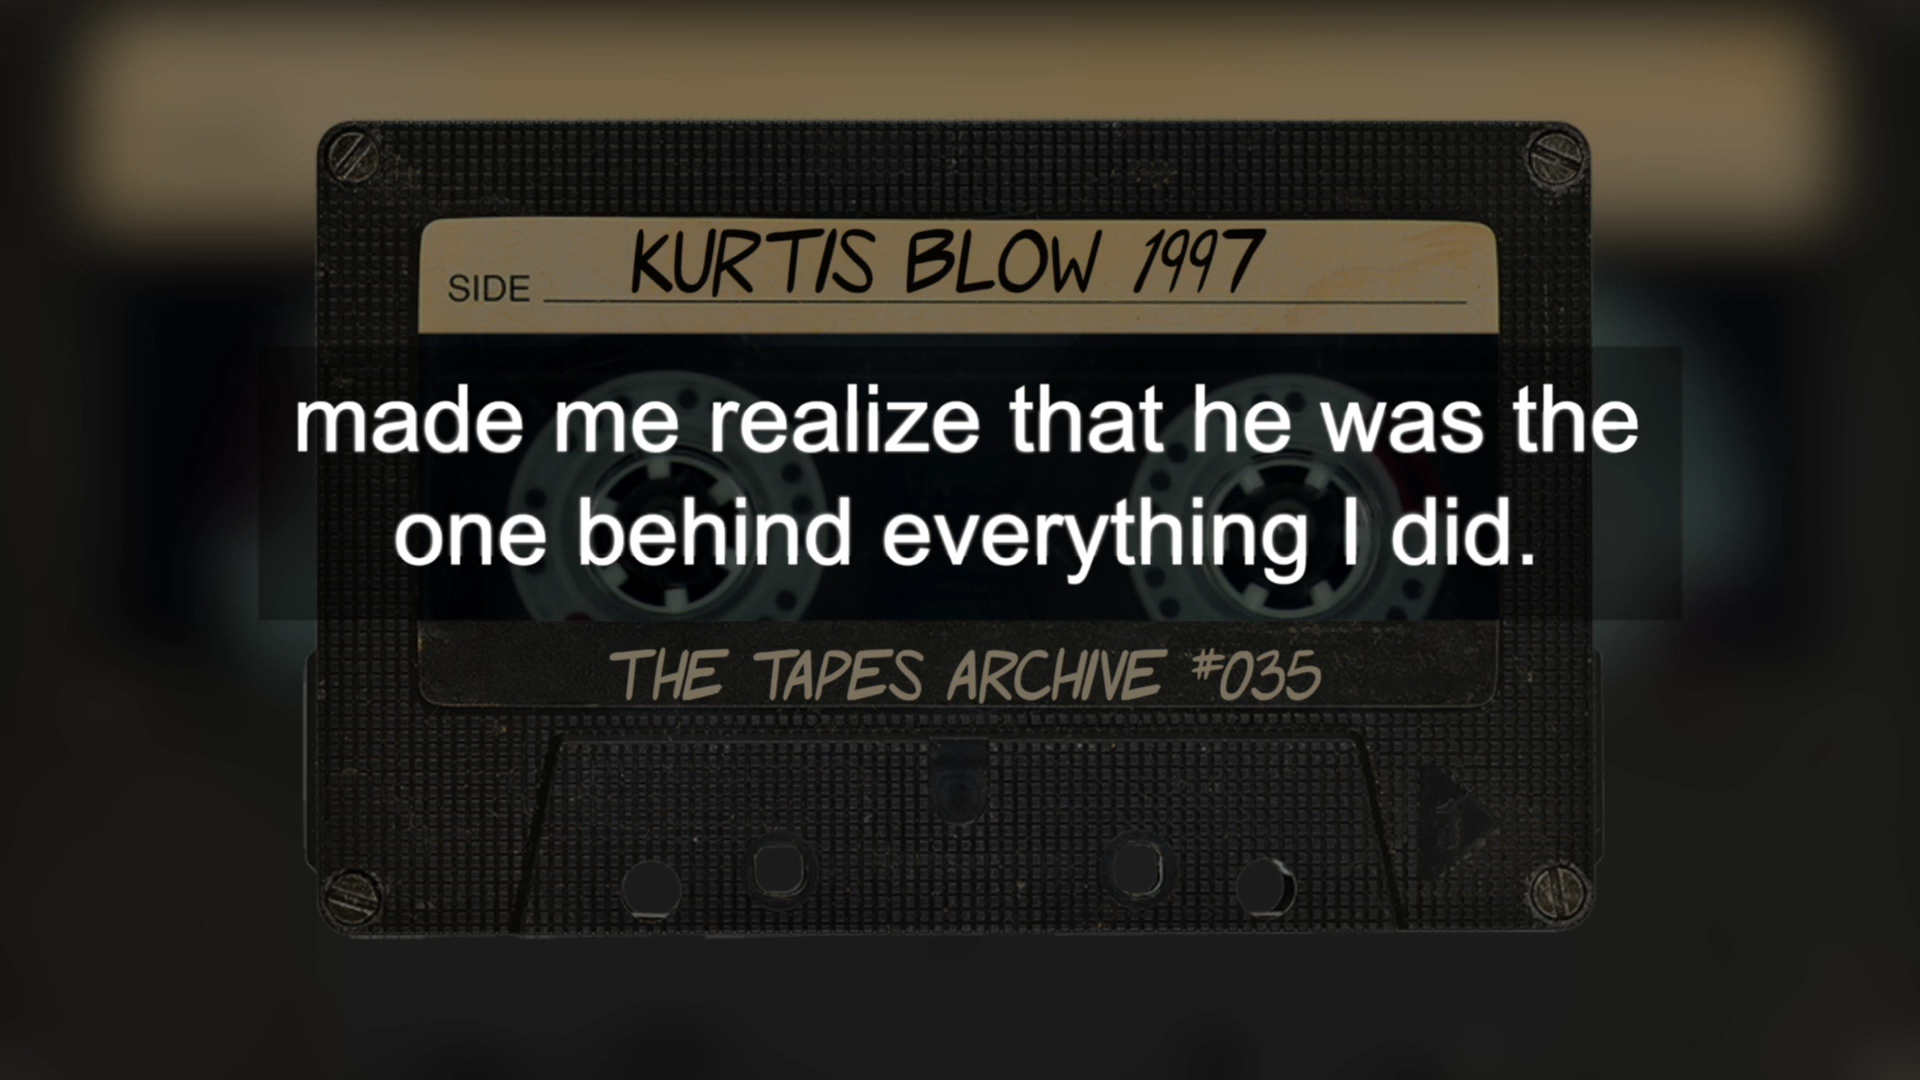 KURTIS BLOW 1997
SIDE
made me realize that he was the
one behind everything I did.
THE TAPES ARCHIVE #035